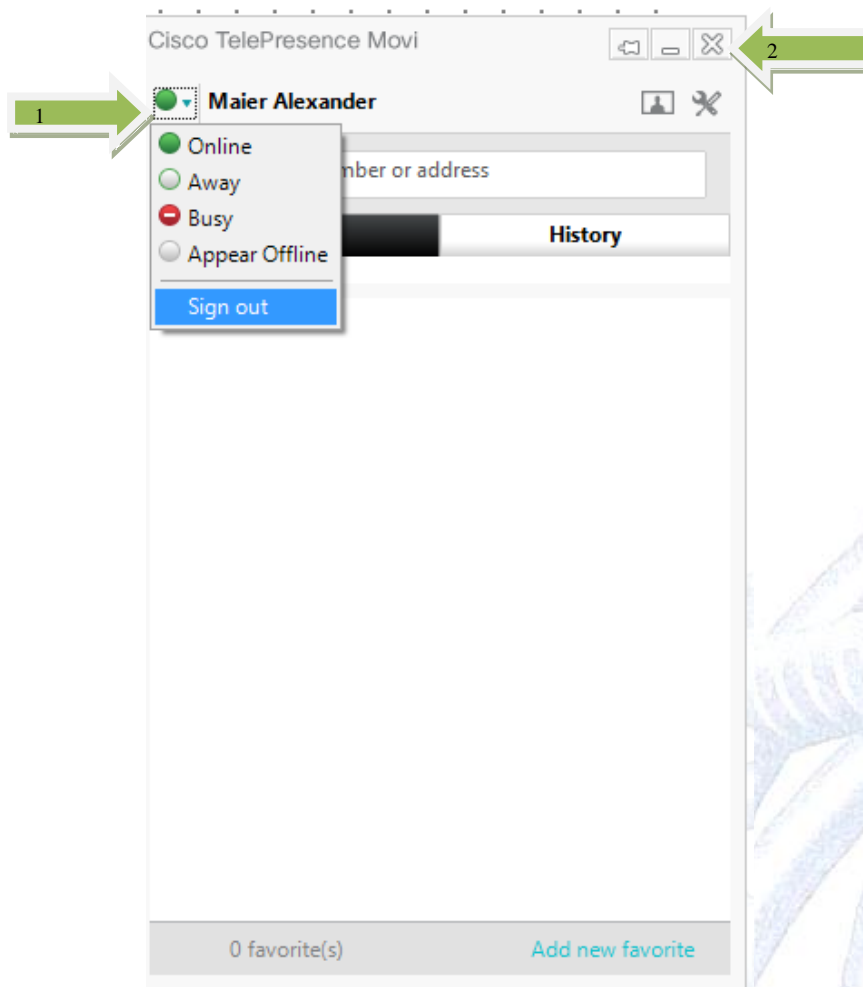 Cisco TelePresence Movi
2
1
Maier Alexander
Online
or address
Away
Busy
History
Appear Offline
Sign out
0 favorite(s)
Add new favorite